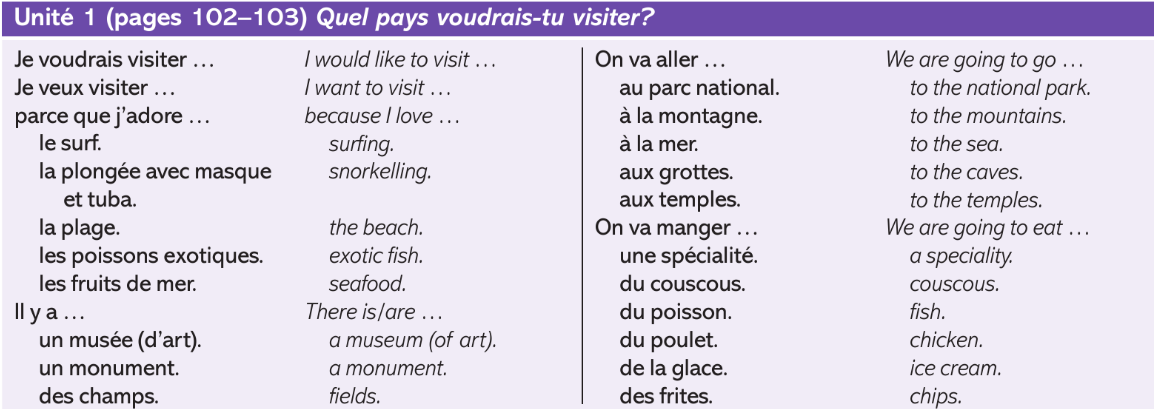 Unité 1 (pages 102–103) Quel pays voudrais-tu visiter?
Je voudrais visiter … I would like to visit …
Je veux visiter … I want to visit …
parce que j'adore … because I love …
le surf. surfing.
la plongée avec masque snorkelling.
et tuba.
la plage. the beach.
les poissons exotiques. exotic fish.
les fruits de mer. seafood.
Il y a … There is/are …
un musée (d'art). a museum (of art).
un monument. a monument.
des champs. fields.
On va aller … We are going to go …
au parc national. to the national park.
à la montagne. to the mountains.
à la mer. to the sea.
aux grottes. to the caves.
aux temples. to the temples.
On va manger … We are going to eat …
une spécialité. a speciality.
du couscous. couscous.
du poisson. fish.
du poulet. chicken.
de la glace. ice cream.
des frites. chips.